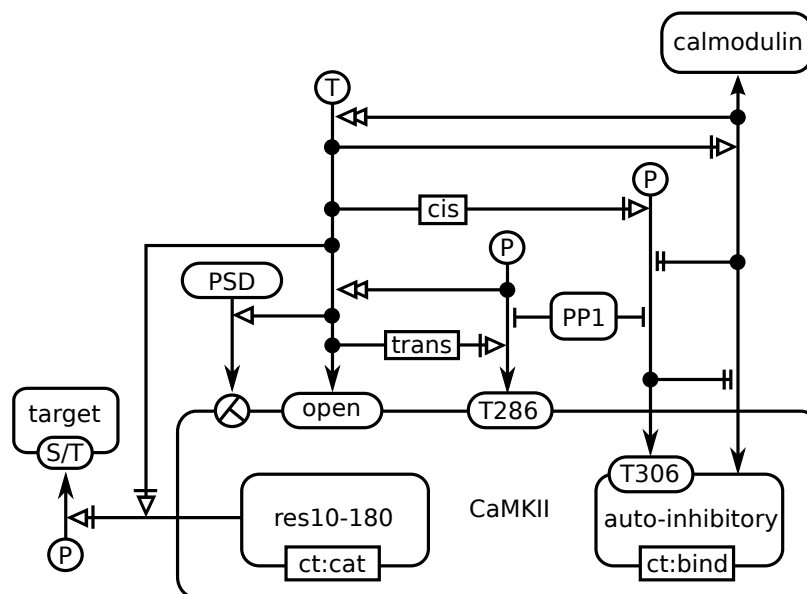 calmodulin
T
P
cis
P
PSD
PP1
trans
target
open
T286
S/T
T306
res10-180
CaMKII
auto-inhibitory
P
ct:cat
ct:bind